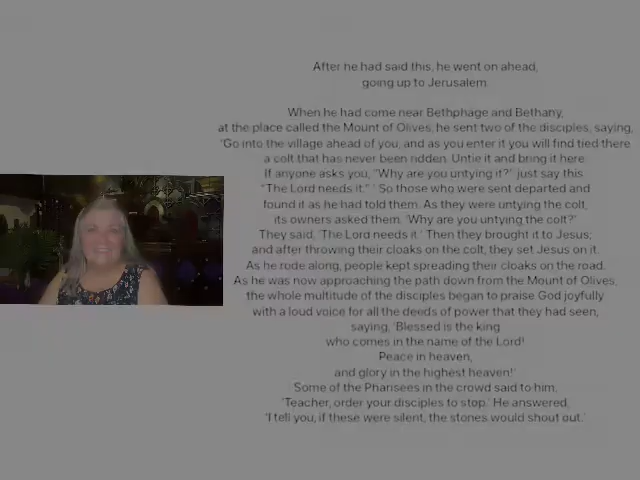 After he had said this, he went on ahead,
going up to Jerusalem.
When he had come near Bethphage and Bethany,
at the place called the Mount of Olives, he sent two of the disciples, saying,
'Go into the village ahead of you, and as you enter it you will find tied there
a colt that has never been ridden. Untie it and bring it here.
If anyone asks you, "Why are you untying it?" just say this:
"The Lord needs it." ' So those who were sent departed and
found it as he had told them. As they were untying the colt,
its owners asked them, 'Why are you untying the colt?'
They said, 'The Lord needs it.' Then they brought it to Jesus;
and after throwing their cloaks on the colt, they set Jesus on it.
As he rode along, people kept spreading their cloaks on the road.
As he was now approaching the path down from the Mount of Olives,
the whole multitude of the disciples began to praise God joyfully
with a loud voice for all the deeds of power that they had seen,
saying, 'Blessed is the king
who comes in the name of the Lord!
Peace in heaven,
and glory in the highest heaven!'
Some of the Pharisees in the crowd said to him,
'Teacher, order your disciples to stop.' He answered,
'I tell you, if these were silent, the stones would shout out.'